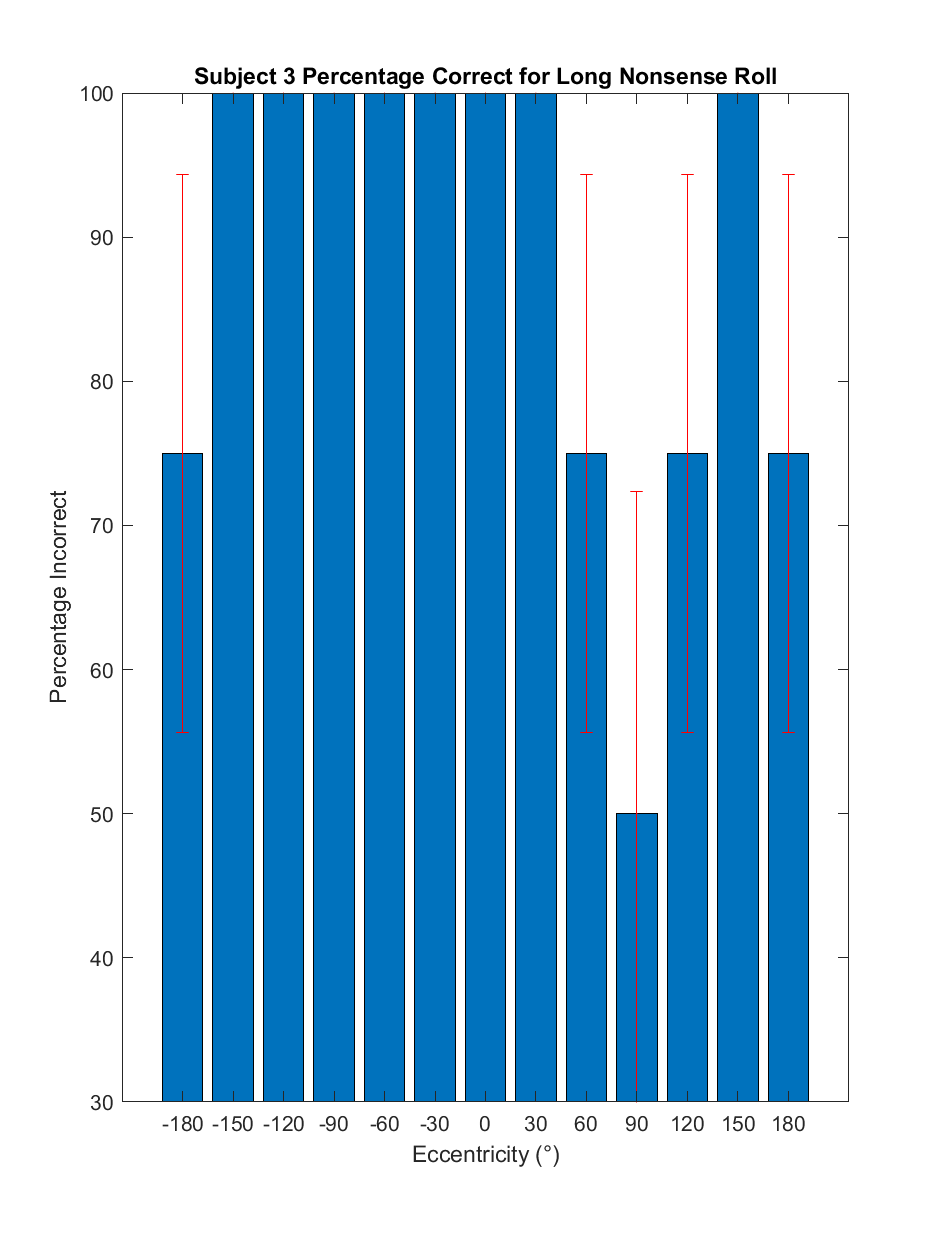 Subject 3 Percentage Correct for Long Nonsense Roll
100
90
80
70
60
50
40
30
Percentage Incorrect
-180 -150 -120 -90 -60 -30 0 30 60 90 120 150 180
Eccentricity (°)